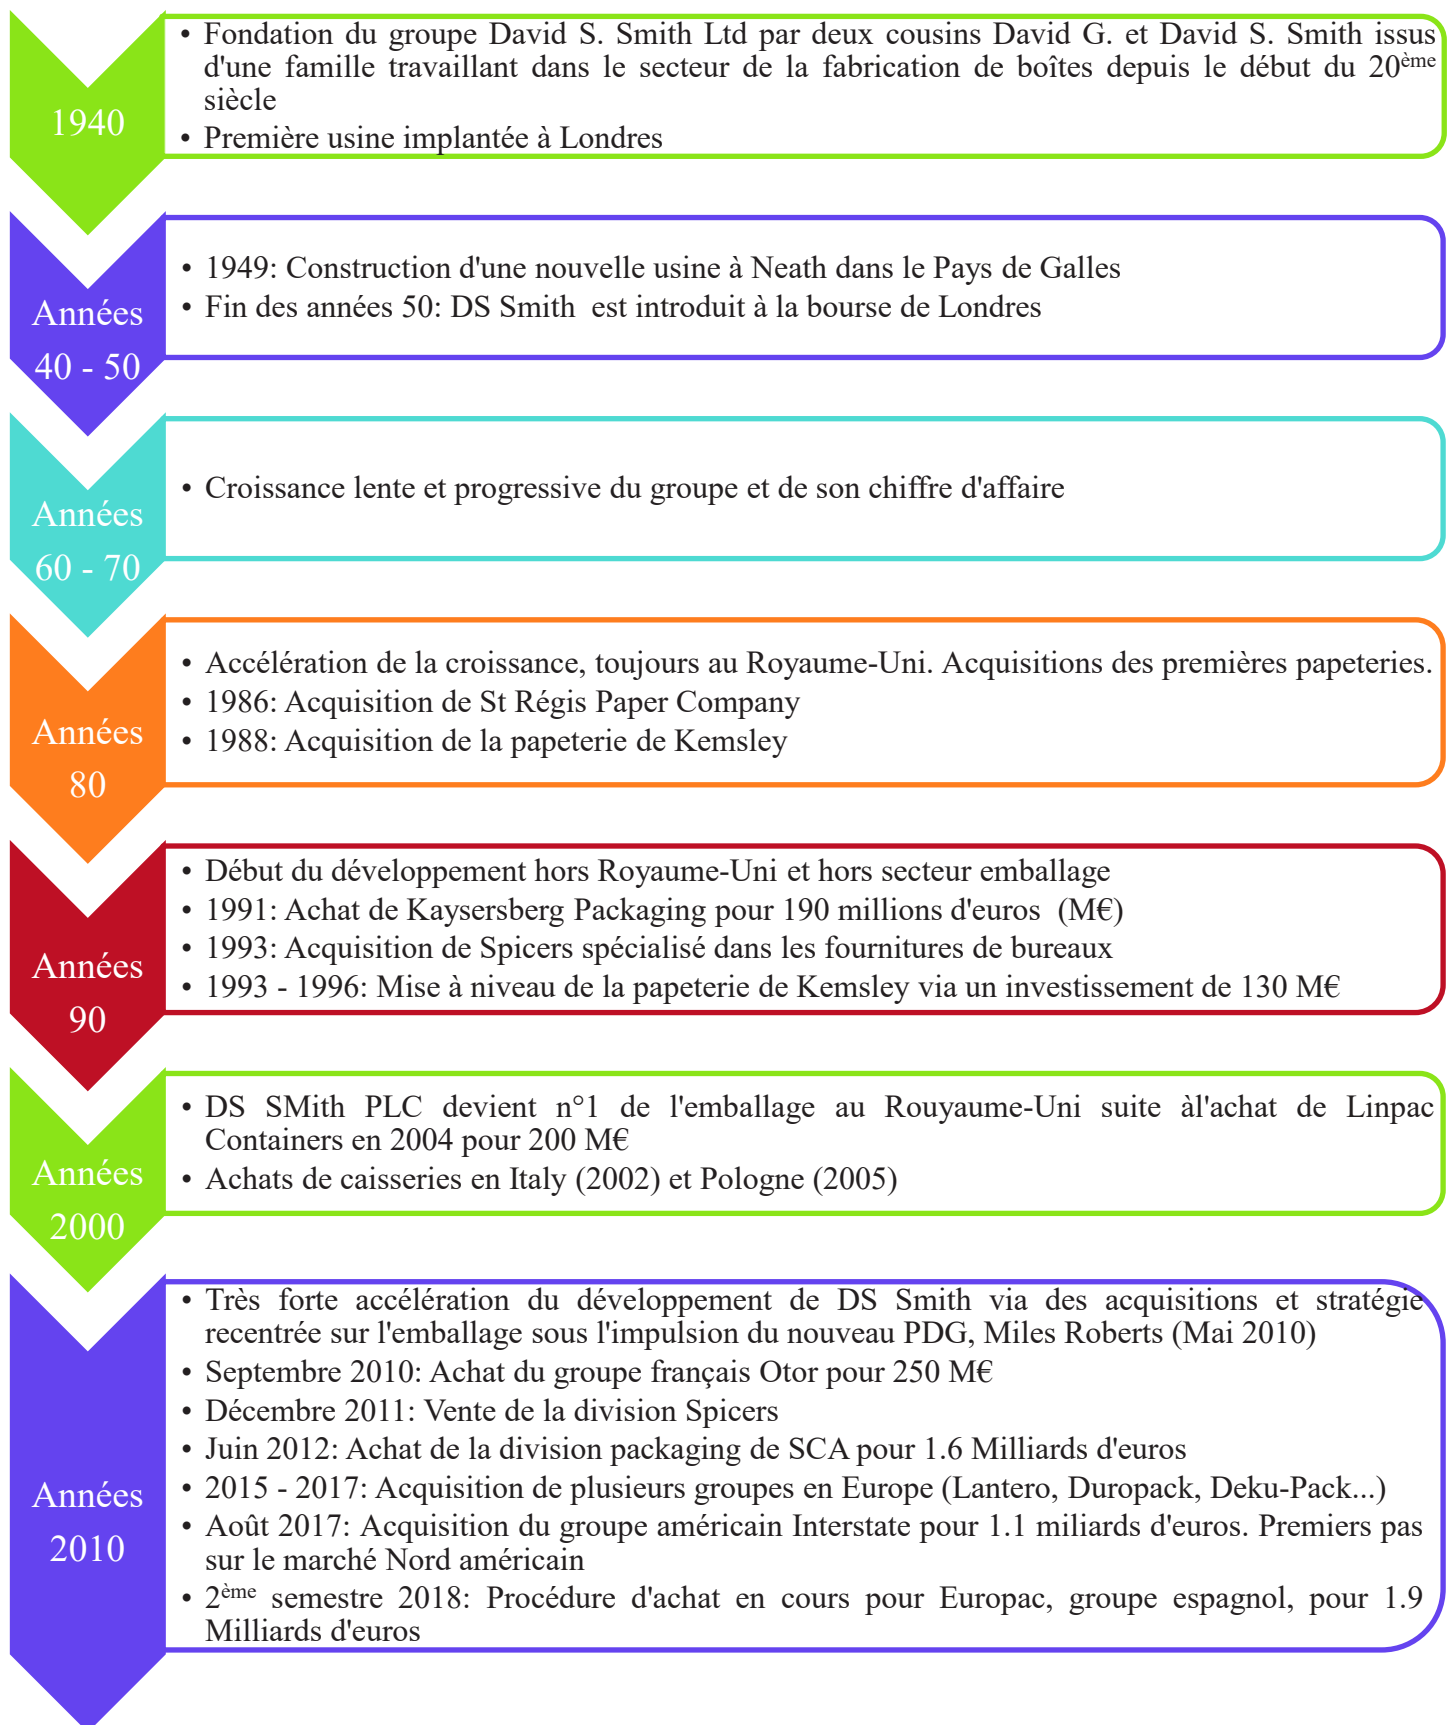 1940
• Fondation du groupe David S. Smith Ltd par deux cousins David G. et David S. Smith issus
d'une famille travaillant dans le secteur de la fabrication de boîtes depuis le début du 20ème
siècle
• Première usine implantée à Londres
Années
40 - 50
• 1949: Construction d'une nouvelle usine à Neath dans le Pays de Galles
• Fin des années 50: DS Smith est introduit à la bourse de Londres
Années
60 - 70
• Croissance lente et progressive du groupe et de son chiffre d'affaire
Années
80
• Accélération de la croissance, toujours au Royaume-Uni. Acquisitions des premières papeteries.
• 1986: Acquisition de St Régis Paper Company
• 1988: Acquisition de la papeterie de Kemsley
Années
90
• Début du développement hors Royaume-Uni et hors secteur emballage
• 1991: Achat de Kaysersberg Packaging pour 190 millions d'euros (M€)
• 1993: Acquisition de Spicers spécialisé dans les fournitures de bureaux
• 1993 - 1996: Mise à niveau de la papeterie de Kemsley via un investissement de 130 M€
Années
2000
• DS SMith PLC devient n°1 de l'emballage au Rouyaume-Uni suite àl'achat de Linpac
Containers en 2004 pour 200 M€
• Achats de caisseries en Italy (2002) et Pologne (2005)
Années
2010
• Très forte accélération du développement de DS Smith via des acquisitions et stratégie
recentrée sur l'emballage sous l'impulsion du nouveau PDG, Miles Roberts (Mai 2010)
• Septembre 2010: Achat du groupe français Otor pour 250 M€
• Décembre 2011: Vente de la division Spicers
• Juin 2012: Achat de la division packaging de SCA pour 1.6 Milliards d'euros
• 2015 - 2017: Acquisition de plusieurs groupes en Europe (Lantero, Duropack, Deku-Pack...)
• Août 2017: Acquisition du groupe américain Interstate pour 1.1 miliards d'euros. Premiers pas
sur le marché Nord américain
• 2ème semestre 2018: Procédure d'achat en cours pour Europac, groupe espagnol, pour 1.9
Milliards d'euros